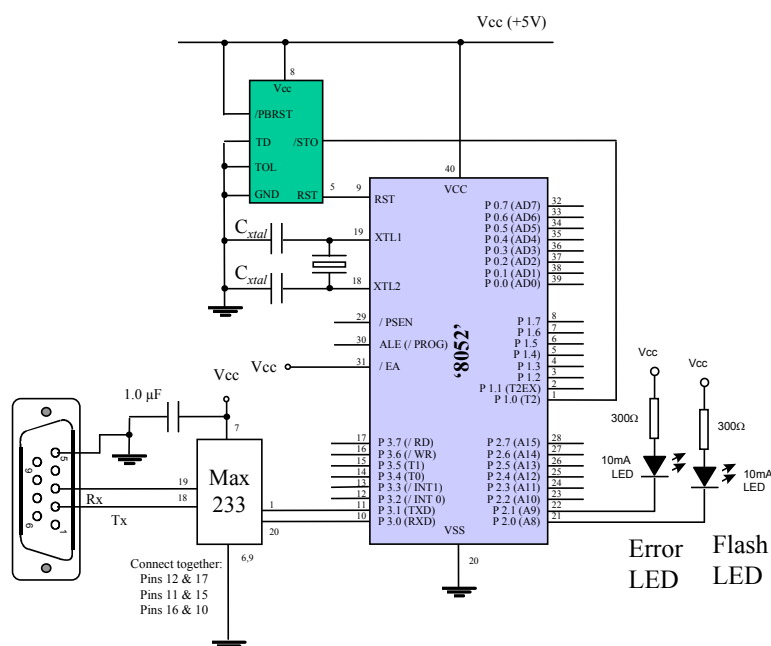 Vcc (+5V)
8
Vcc
/PBRST
TD
/STO
TOL
GND
RST
5
9
RST
40
VCC
C xtal
19
XTL1
C xtal
18
XTL2
29
/ PSEN
30
ALE (/ PROG)
Vcc
31
/ EA
'8052'
P 0.7 (AD7)
32
P 0.6 (AD6)
33
P 0.5 (AD5)
34
P 0.4 (AD4)
35
P 0.3 (AD3)
36
P 0.2 (AD2)
37
P 0.1 (AD1)
38
P 0.0 (AD0)
39
P 1.7
8
P 1.6
7
P 1.5
6
P 1.4)
5
P 1.3
4
P 1.2
3
P 1.1 (T2EX)
2
P 1.0 (T2)
1
17
P 3.7 (/ RD)
16
P 3.6 (/ WR)
15
P 3.5 (T1)
14
P 3.4 (T0)
13
P 3.3 (/ INT1)
12
P 3.2 (/ INT 0)
11
P 3.1 (TXD)
10
P 3.0 (RXD)
P 2.7 (A15)
28
P 2.6 (A14)
27
P 2.5 (A13)
26
P 2.4 (A12)
25
P 2.3 (A11)
24
P 2.2 (A10)
23
P 2.1 (A9)
22
P 2.0 (A8)
21
VSS
20
Vcc
300Ω
10mA
LED
Vcc
300Ω
10mA
LED
Error
LED
Flash
LED
1.0 µF
Vcc
7
Max
233
19
Rx
18
Tx
1
20
6,9
5
9
6
1
Connect together:
Pins 12 & 17
Pins 11 & 15
Pins 16 & 10